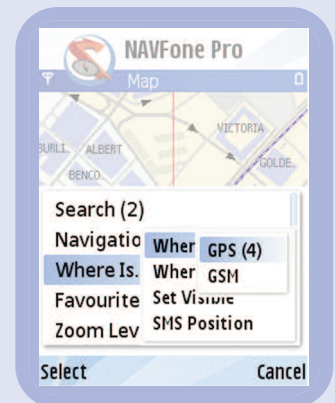 NAVFone Pro
Map
VICTORIA
BURLI.
ALBERT
GOLDE.
BENCO.
Search (2)
Navigatio
Where Is.
Favourite
Zoom Lev
Wher
Wher
Set Visible
SMS Position
GPS (4)
GSM
Select
Cancel